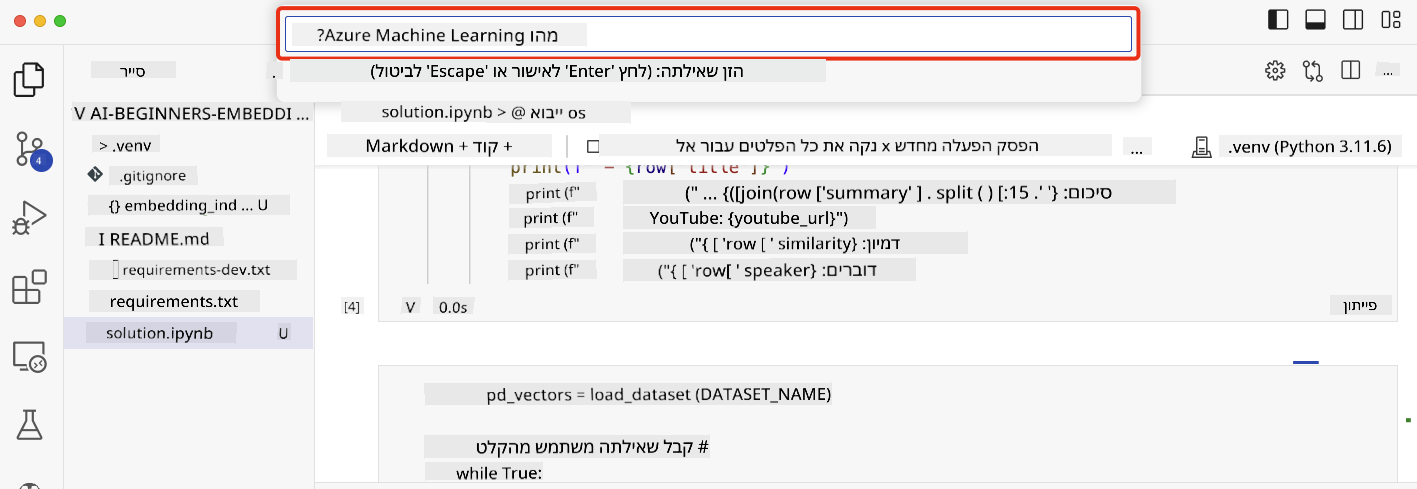 מהו Azure Machine Learning?
הזן שאילתה: (לחץ 'Enter' לאישור או 'Escape' לביטול)
סייר
...
solution.ipynb > @ ייבוא os
V AI-BEGINNERS-EMBEDDI ...
> .venv
.gitignore
{} embedding_ind ... U
I README.md
requirements-dev.txt
requirements.txt
solution.ipynb U
4
Markdown + קוד +
הפסק הפעלה מחדש x נקה את כל הפלטים עבור אל
...
.venv (Python 3.11.6)
print (f" סיכום: {' '. join(row ['summary' ] . split ( ) [:15])} ... ")
print (f" YouTube: {youtube_url}")
print (f" דמיון: {row [ ' similarity' ] }")
print (f" דוברים: {row[ ' speaker' ] }")
[4] V 0.0s
פייתון
pd_vectors = load_dataset (DATASET_NAME)
# קבל שאילתה משתמש מהקלט
while True: